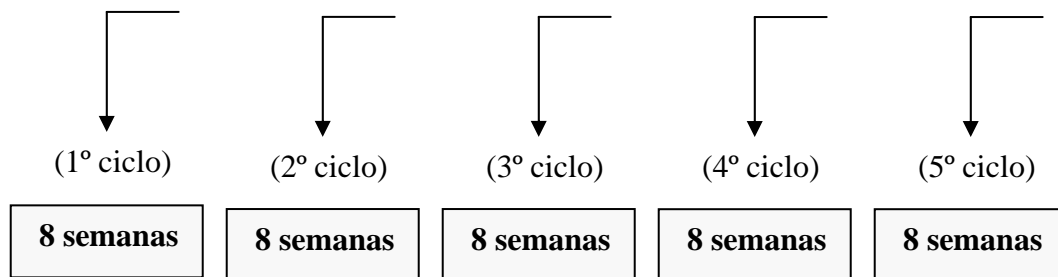 (1º ciclo) (2º ciclo) (3º ciclo) (4º ciclo) (5º ciclo)
8 semanas 8 semanas 8 semanas 8 semanas 8 semanas